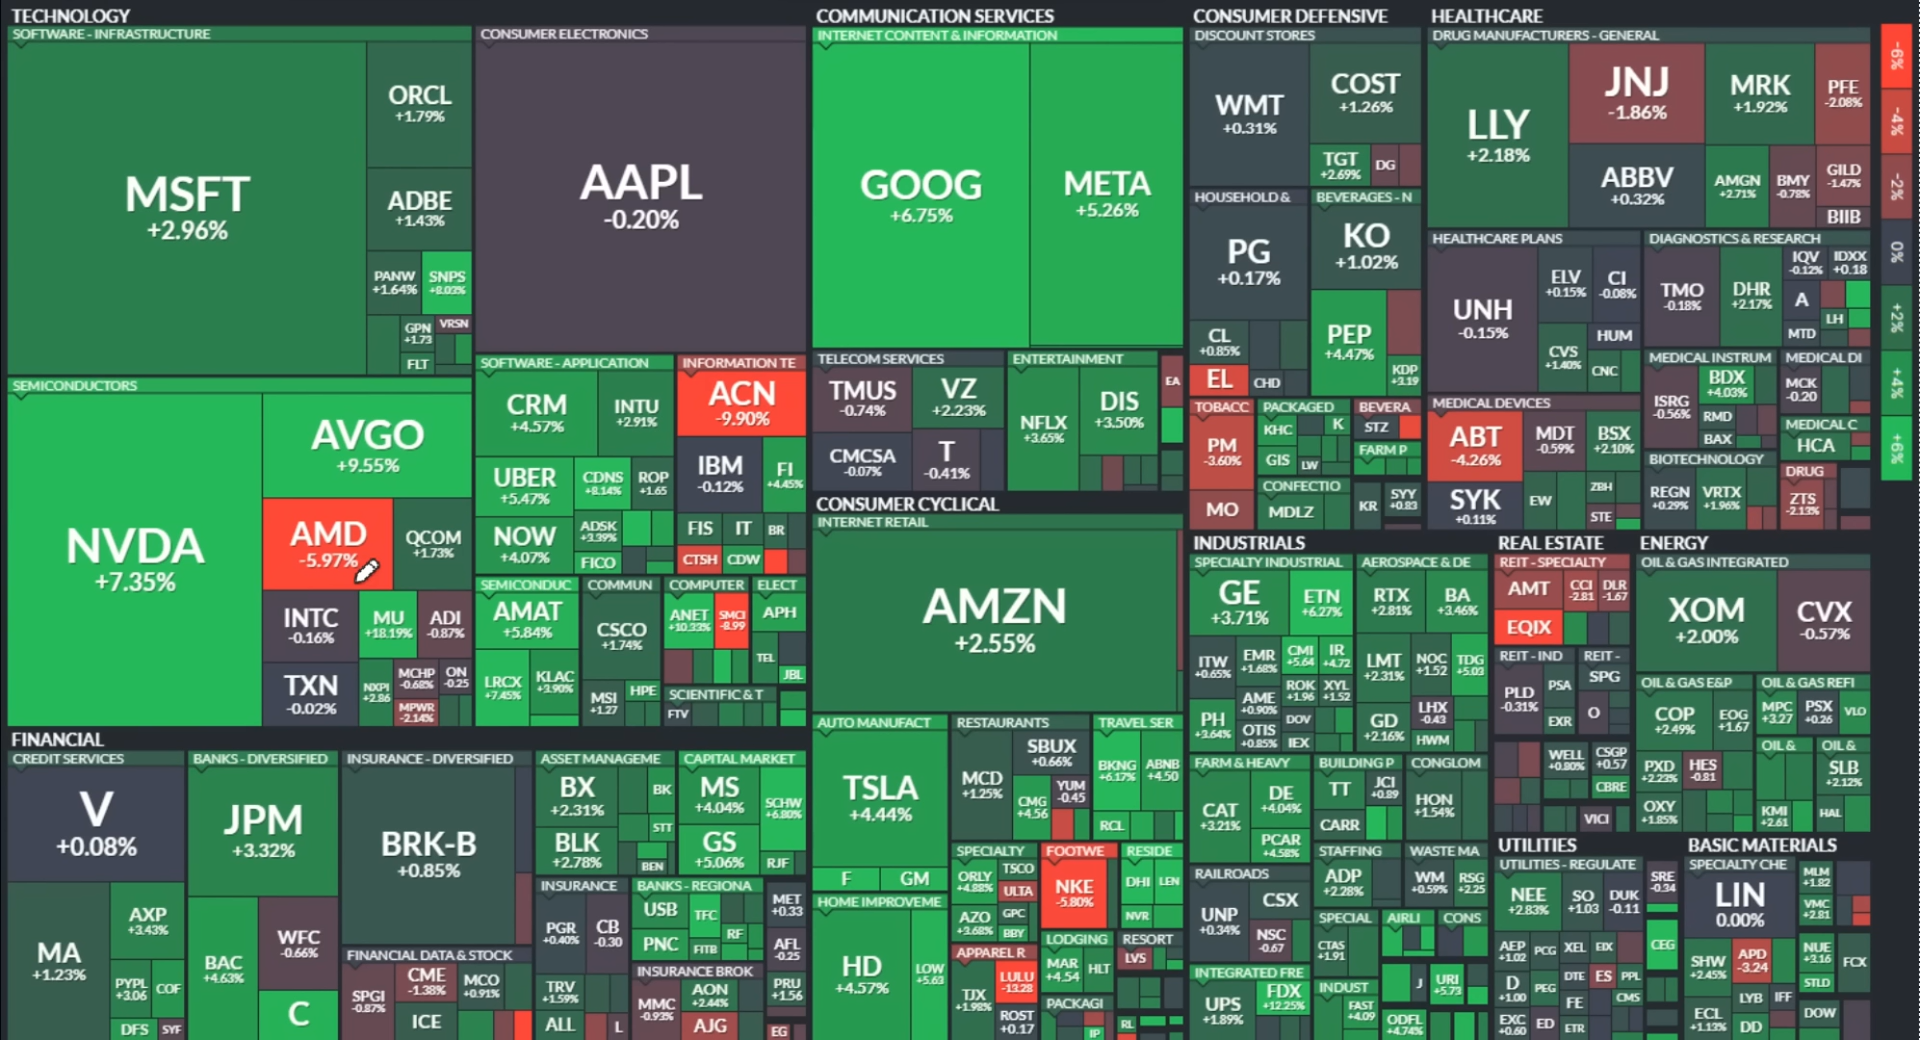 TECHNOLOGY
SOFTWARE - INFRASTRUCTURE
MSFT
+2.96%
ORCL
+1.79%
ADBE
+1.43%
PANW
+1.64%
SNPS
+8.03%
GPN
+1.73
VRSN
FLT
CONSUMER ELECTRONICS
AAPL
-0.20%
SEMICONDUCTORS
NVDA
+7.35%
AVGO
+9.55%
AMD
-5.97%
QCOM
+1.73%
INTC
-0.16%
MU
+18.19%
ADI
-0.87%
TXN
-0.02%
NXPI
+2.86
MCHP
-0.68%
ON
-0.25
MPWR
-2.14%
SOFTWARE - APPLICATION
CRM
+4.57%
INTU
+2.91%
UBER
+5.47%
CDNS
+8.14%
ROP
+1.65
NOW
+4.07%
ADSK
+3.39%
FICO
INFORMATION TE
ACN
-9.90%
IBM
-0.12%
FI
+4.45%
FIS
IT
BR
CTSH
CDW
SEMICONDUC
AMAT
+5.84%
LRCX
+7.45%
KLAC
+3.90%
COMMUN
CSCO
+1.74%
MSI
+1.27
HPE
COMPUTER
ANET
+10.33%
SMCI
-8.99
ELECT
APH
TEL
JBL
SCIENTIFIC & T
FTV
COMMUNICATION SERVICES
INTERNET CONTENT & INFORMATION
GOOG
+6.75%
META
+5.26%
TELECOM SERVICES
TMUS
-0.74%
VZ
+2.23%
CMCSA
-0.07%
T
-0.41%
ENTERTAINMENT
NFLX
+3.65%
DIS
+3.50%
EA
CONSUMER CYCLICAL
INTERNET RETAIL
AMZN
+2.55%
AUTO MANUFACT
TSLA
+4.44%
F
GM
RESTAURANTS
MCD
+1.25%
SBUX
+0.66%
CMG
+4.56
YUM
-0.45
TRAVEL SER
BKNG
+6.17%
ABNB
+4.50
RCL
HOME IMPROVEME
HD
+4.57%
LOW
+5.63
SPECIALTY
ORLY
+4.88%
TSCO
ULTA
AZO
+3.68%
GPC
BBY
FOOTWE
NKE
-5.80%
RESIDE
DHI
LEN
NVR
APPAREL R
TJX
+1.98%
LULU
-13.28
ROST
+0.17
LODGING
MAR
+4.54
HLT
RESORT
LVS
PACKAGI
IP
RL
CONSUMER DEFENSIVE
DISCOUNT STORES
WMT
+0.31%
COST
+1.26%
TGT
+2.69%
DG
HOUSEHOLD &
PG
+0.17%
CL
+0.85%
EL
CHD
BEVERAGES - N
KO
+1.02%
PEP
+4.47%
KDP
+3.19
TOBACC
PM
-3.60%
MO
PACKAGED
KHC
K
GIS
LW
BEVERA
STZ
FARM P
CONFECTIO
MDLZ
KR
SYY
+0.83
HEALTHCARE
DRUG MANUFACTURERS - GENERAL
LLY
+2.18%
JNJ
-1.86%
MRK
+1.92%
PFE
-2.08%
ABBV
+0.32%
AMGN
+2.71%
BMY
-0.78%
GILD
-1.47%
BIIB
HEALTHCARE PLANS
UNH
-0.15%
ELV
+0.15%
CI
-0.08%
CVS
+1.40%
HUM
CNC
DIAGNOSTICS & RESEARCH
TMO
-0.18%
DHR
+2.17%
IQV
-0.12%
IDXX
+0.18
A
LH
MTD
MEDICAL DEVICES
ABT
-4.26%
MDT
-0.59%
BSX
+2.10%
SYK
+0.11%
EW
ZBH
STE
MEDICAL INSTRUM
ISRG
-0.56%
BDX
+4.03%
RMD
BAX
MEDICAL DI
MCK
-0.20
MEDICAL C
HCA
BIOTECHNOLOGY
REGN
+0.29%
VRTX
+1.96%
DRUG
ZTS
-2.13%
INDUSTRIALS
SPECIALTY INDUSTRIAL
GE
+3.71%
ETN
+6.27%
ITW
+0.65%
EMR
+1.68%
CMI
+5.64
IR
+4.72
AME
+0.90%
ROK
+1.96
XYL
+1.52
PH
+3.64%
OTIS
+0.85%
DOV
IEX
AEROSPACE & DE
RTX
+2.81%
BA
+3.46%
LMT
+2.31%
NOC
+1.52
TDG
+5.03
GD
+2.16%
LHX
-0.43
HWM
FARM & HEAVY
CAT
+3.21%
DE
+4.04%
PCAR
+4.58%
BUILDING P
TT
JCI
+0.89
CARR
CONGLOM
HON
+1.54%
RAILROADS
UNP
+0.34%
CSX
NSC
-0.67
STAFFING
ADP
+2.28%
WASTE MA
WM
+0.59%
RSG
+2.25
SPECIAL
CTAS
+1.91
AIRLI
CONS
J
URI
+5.73
INTEGRATED FRE
UPS
+1.89%
FDX
+12.25%
INDUST
FAST
+4.09
ODFL
+4.74%
REAL ESTATE
REIT - SPECIALTY
AMT
CCI
-2.81
DLR
-1.67
EQIX
REIT - IND
PLD
-0.31%
PSA
EXR
REIT -
SPG
O
WELL
+0.80%
CSGP
+0.57
CBRE
VICI
ENERGY
OIL & GAS INTEGRATED
XOM
+2.00%
CVX
-0.57%
OIL & GAS E&P
COP
+2.49%
EOG
+1.67
PXD
+2.23%
HES
-0.81
OXY
+1.85%
OIL & GAS REFI
MPC
+3.27
PSX
+0.26
VLO
OIL &
KMI
+2.61
OIL &
SLB
+2.12%
HAL
UTILITIES
UTILITIES - REGULATE
NEE
+2.83%
SO
+1.03
DUK
-0.11
SRE
-0.34
AEP
+1.02
PCG
XEL
EIX
CEG
D
+1.00
PEG
DTE
ES
PPL
FE
CMS
EXC
+0.60
ED
ETR
BASIC MATERIALS
SPECIALTY CHE
LIN
0.00%
SHW
+2.45%
APD
-3.24
LYB
IFF
ECL
+1.13%
DD
MLM
+1.82
VMC
+2.81
NUE
+3.16
STLD
FCX
DOW
FINANCIAL
CREDIT SERVICES
V
+0.08%
MA
+1.23%
AXP
+3.43%
PYPL
+3.06
COF
DFS
SYF
BANKS - DIVERSIFIED
JPM
+3.32%
BAC
+4.63%
WFC
-0.66%
C
INSURANCE - DIVERSIFIED
BRK-B
+0.85%
FINANCIAL DATA & STOCK
SPGI
-0.87%
CME
-1.38%
MCO
+0.91%
ICE
ASSET MANAGEME
BX
+2.31%
BK
BLK
+2.78%
STT
BEN
CAPITAL MARKET
MS
+4.04%
SCHW
+6.80%
GS
+5.06%
RJF
INSURANCE
PGR
+0.40%
CB
-0.30
TRV
+1.59%
ALL
L
BANKS - REGIONA
USB
TFC
PNC
FITB
RF
MET
+0.33
AFL
-0.25
PRU
+1.56
EG
INSURANCE BROK
MMC
-0.93%
AON
+2.44%
AJG
-6%
-4%
-2%
0%
+2%
+4%
+6%